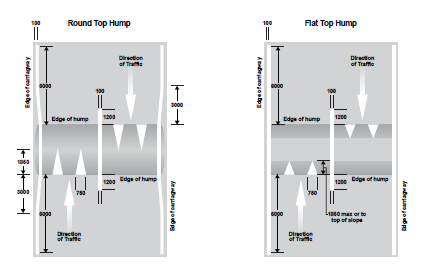 Round Top Hump
Flat Top Hump
100
100
Direction
of Traffic
Direction
of Traffic
Edge of carriageway
6000
3000
100
1200
Edge of hump
1850
3000
1200
750
Edge of hump
6000
Direction
of Traffic
Edge of carriageway
Edge of carriageway
6000
100
1200
Edge of hump
1200
750
Edge of hump
6000
1850 max or to
top of slope
Direction
of Traffic
Edge of carriageway